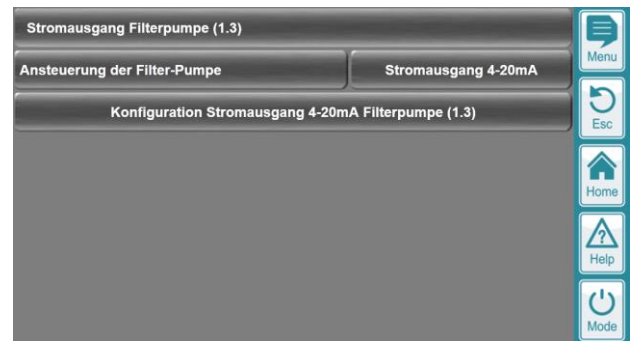 Stromausgang Filterpumpe (1.3)
Menu
Ansteuerung der Filter-Pumpe Stromausgang 4-20mA
Konfiguration Stromausgang 4-20mA Filterpumpe (1.3)
Esc
Home
?
Help
Mode